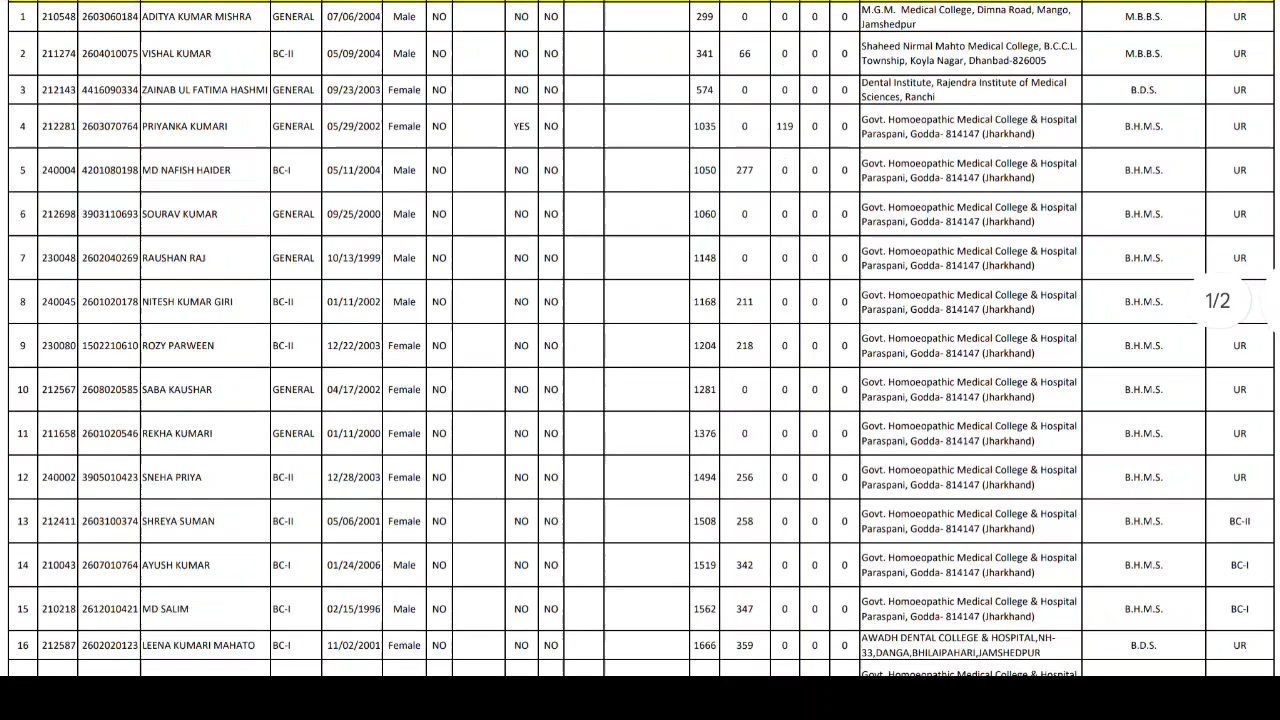 1 210548 2603060184 ADITYA KUMAR MISHRA GENERAL 07/06/2004 Male NO NO NO 299 0 0 0 0 M.G.M. Medical College, Dimna Road, Mango, Jamshedpur M.B.B.S. UR
2 211274 2604010075 VISHAL KUMAR BC-II 05/09/2004 Male NO NO NO 341 66 0 0 0 Shaheed Nirmal Mahto Medical College, B.C.C.L. Township, Koyla Nagar, Dhanbad-826005 M.B.B.S. UR
3 212143 4416090334 ZAINAB UL FATIMA HASHMI GENERAL 09/23/2003 Female NO NO NO 574 0 0 0 0 Dental Institute, Rajendra Institute of Medical Sciences, Ranchi B.D.S. UR
4 212281 2603070764 PRIYANKA KUMARI GENERAL 05/29/2002 Female NO YES NO 1035 0 119 0 0 Govt. Homoeopathic Medical College & Hospital Paraspani, Godda- 814147 (Jharkhand) B.H.M.S. UR
5 240004 4201080198 MD NAFISH HAIDER BC-I 05/11/2004 Male NO NO NO 1050 277 0 0 0 Govt. Homoeopathic Medical College & Hospital Paraspani, Godda- 814147 (Jharkhand) B.H.M.S. UR
6 212698 3903110693 SOURAV KUMAR GENERAL 09/25/2000 Male NO NO NO 1060 0 0 0 0 Govt. Homoeopathic Medical College & Hospital Paraspani, Godda- 814147 (Jharkhand) B.H.M.S. UR
7 230048 2602040269 RAUSHAN RAJ GENERAL 10/13/1999 Male NO NO NO 1148 0 0 0 0 Govt. Homoeopathic Medical College & Hospital Paraspani, Godda- 814147 (Jharkhand) B.H.M.S. UR
8 240045 2601020178 NITESH KUMAR GIRI BC-II 01/11/2002 Male NO NO NO 1168 211 0 0 0 Govt. Homoeopathic Medical College & Hospital Paraspani, Godda- 814147 (Jharkhand) B.H.M.S. 1/2
9 230080 1502210610 ROZY PARWEEN BC-II 12/22/2003 Female NO NO NO 1204 218 0 0 0 Govt. Homoeopathic Medical College & Hospital Paraspani, Godda- 814147 (Jharkhand) B.H.M.S. UR
10 212567 2608020585 SABA KAUSHAR GENERAL 04/17/2002 Female NO NO NO 1281 0 0 0 0 Govt. Homoeopathic Medical College & Hospital Paraspani, Godda- 814147 (Jharkhand) B.H.M.S. UR
11 211658 2601020546 REKHA KUMARI GENERAL 01/11/2000 Female NO NO NO 1376 0 0 0 0 Govt. Homoeopathic Medical College & Hospital Paraspani, Godda- 814147 (Jharkhand) B.H.M.S. UR
12 240002 3905010423 SNEHA PRIYA BC-II 12/28/2003 Female NO NO NO 1494 256 0 0 0 Govt. Homoeopathic Medical College & Hospital Paraspani, Godda- 814147 (Jharkhand) B.H.M.S. UR
13 212411 2603100374 SHREYA SUMAN BC-II 05/06/2001 Female NO NO NO 1508 258 0 0 0 Govt. Homoeopathic Medical College & Hospital Paraspani, Godda- 814147 (Jharkhand) B.H.M.S. BC-II
14 210043 2607010764 AYUSH KUMAR BC-I 01/24/2006 Male NO NO NO 1519 342 0 0 0 Govt. Homoeopathic Medical College & Hospital Paraspani, Godda- 814147 (Jharkhand) B.H.M.S. BC-I
15 210218 2612010421 MD SALIM BC-I 02/15/1996 Male NO NO NO 1562 347 0 0 0 Govt. Homoeopathic Medical College & Hospital Paraspani, Godda- 814147 (Jharkhand) B.H.M.S. BC-I
16 212587 2602020123 LEENA KUMARI MAHATO BC-I 11/02/2001 Female NO NO NO 1666 359 0 0 0 AWADH DENTAL COLLEGE & HOSPITAL,NH-33,DANGA,BHILAIPAHARI,JAMSHEDPUR B.D.S. UR
Govt. Homoeopathic Medical College & Hospital